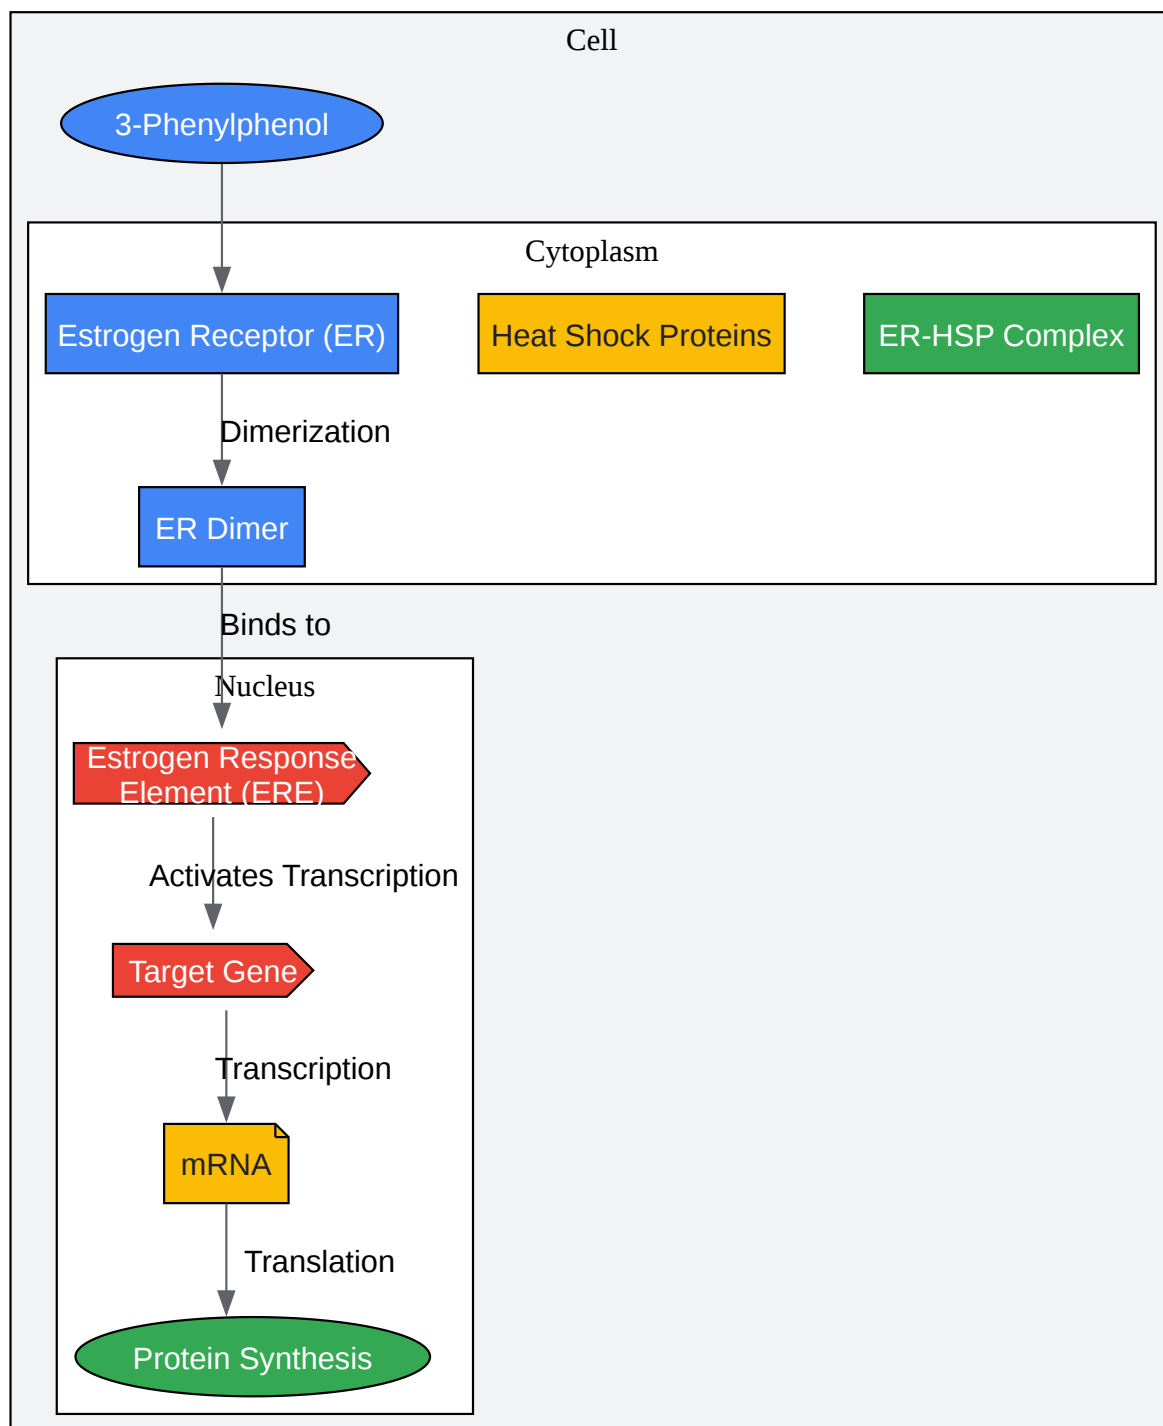 Cell
3-Phenylphenol
Cytoplasm
Estrogen Receptor (ER)
Heat Shock Proteins
ER-HSP Complex
Dimerization
ER Dimer
Binds to
Nucleus
Estrogen Response
Element (ERE)
Activates Transcription
Target Gene
Transcription
mRNA
Translation
Protein Synthesis